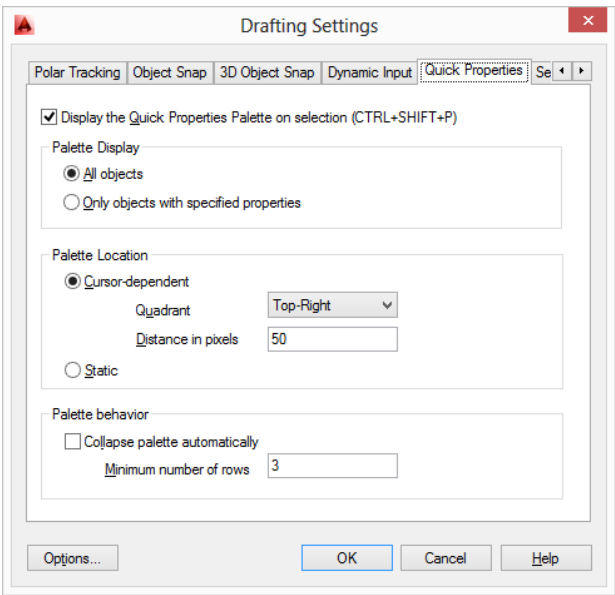 Drafting Settings
Polar Tracking Object Snap 3D Object Snap Dynamic Input Quick Properties Se
Display the Quick Properties Palette on selection (CTRL+SHIFT+P)
Palette Display
All objects
Only objects with specified properties
Palette Location
Cursor-dependent
Quadrant Top-Right
Distance in pixels 50
Static
Palette behavior
Collapse palette automatically
Minimum number of rows 3
Options... OK Cancel Help